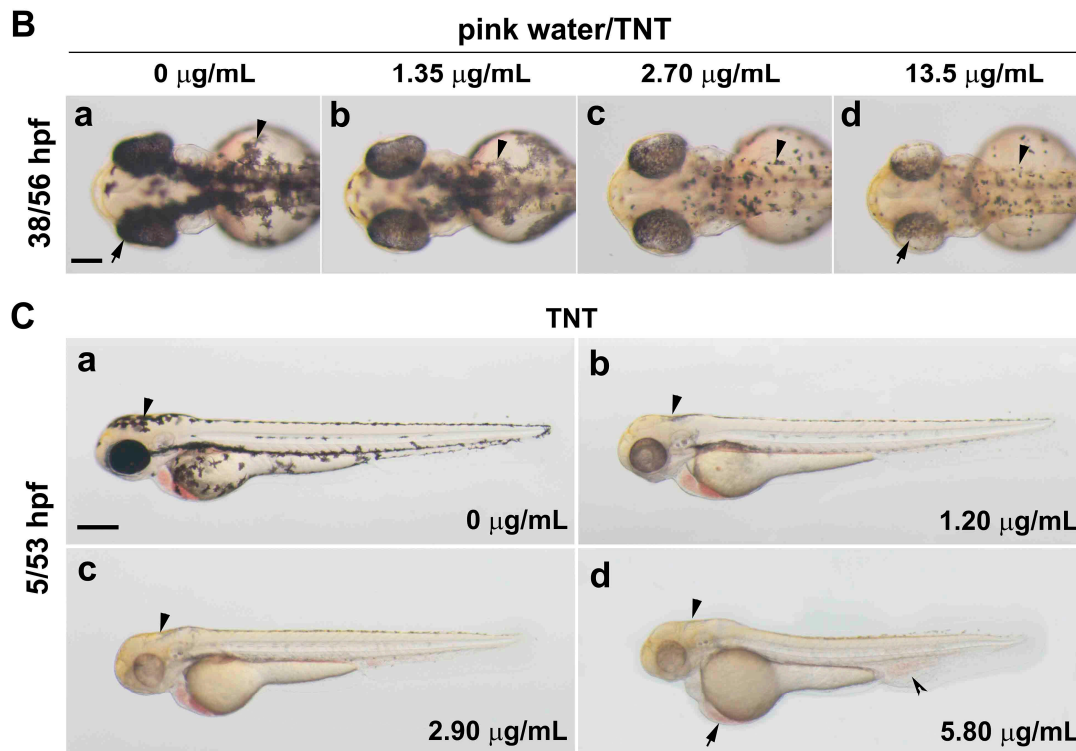 B
pink water/TNT
0 μg/mL 1.35 μg/mL 2.70 μg/mL 13.5 μg/mL
38/56 hpf
a b c d
C
TNT
5/53 hpf
a b
0 μg/mL 1.20 μg/mL
c d
2.90 μg/mL 5.80 μg/mL